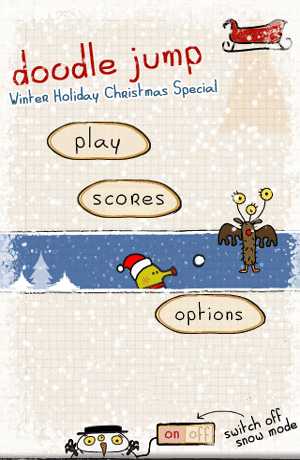 doodle jump
Winter Holiday Christmas Special
play
scores
options
on off
switch off
snow mode